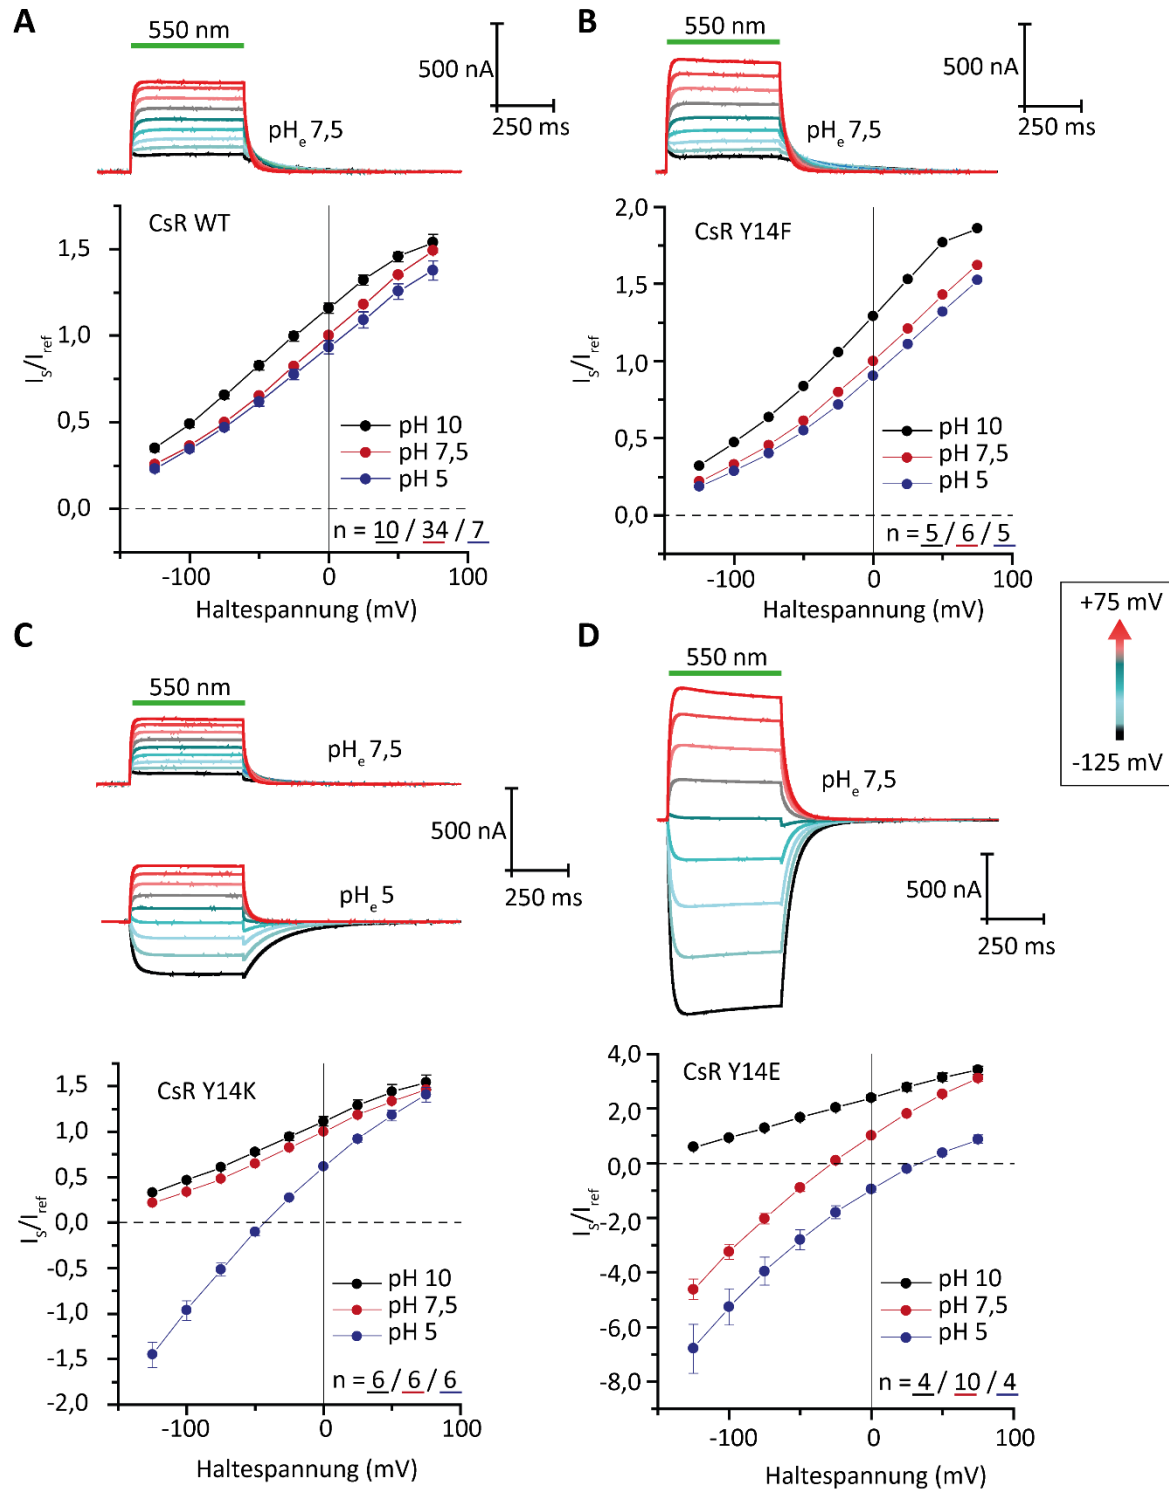 A
550 nm
500 nA
250 ms
pHe 7,5
CsR WT
1,5
1,0
0,5
0,0
IS/Iref
pH 10
pH 7,5
pH 5
n = 10 / 34 / 7
-100
0
100
Haltespannung (mV)
B
550 nm
500 nA
250 ms
pHe 7,5
2,0
CsR Y14F
1,5
1,0
0,5
0,0
IS/Iref
pH 10
pH 7,5
pH 5
n = 5 / 6 / 5
-100
0
100
Haltespannung (mV)
+75 mV
-125 mV
C
550 nm
pHe 7,5
500 nA
250 ms
pHe 5
CsR Y14K
1,5
1,0
0,5
0,0
-0,5
-1,0
-1,5
-2,0
IS/Iref
pH 10
pH 7,5
pH 5
n = 6 / 6 / 6
-100
0
100
Haltespannung (mV)
D
550 nm
pHe 7,5
500 nA
250 ms
4,0
CsR Y14E
2,0
0,0
-2,0
-4,0
-6,0
-8,0
IS/Iref
pH 10
pH 7,5
pH 5
n = 4 / 10 / 4
-100
0
100
Haltespannung (mV)